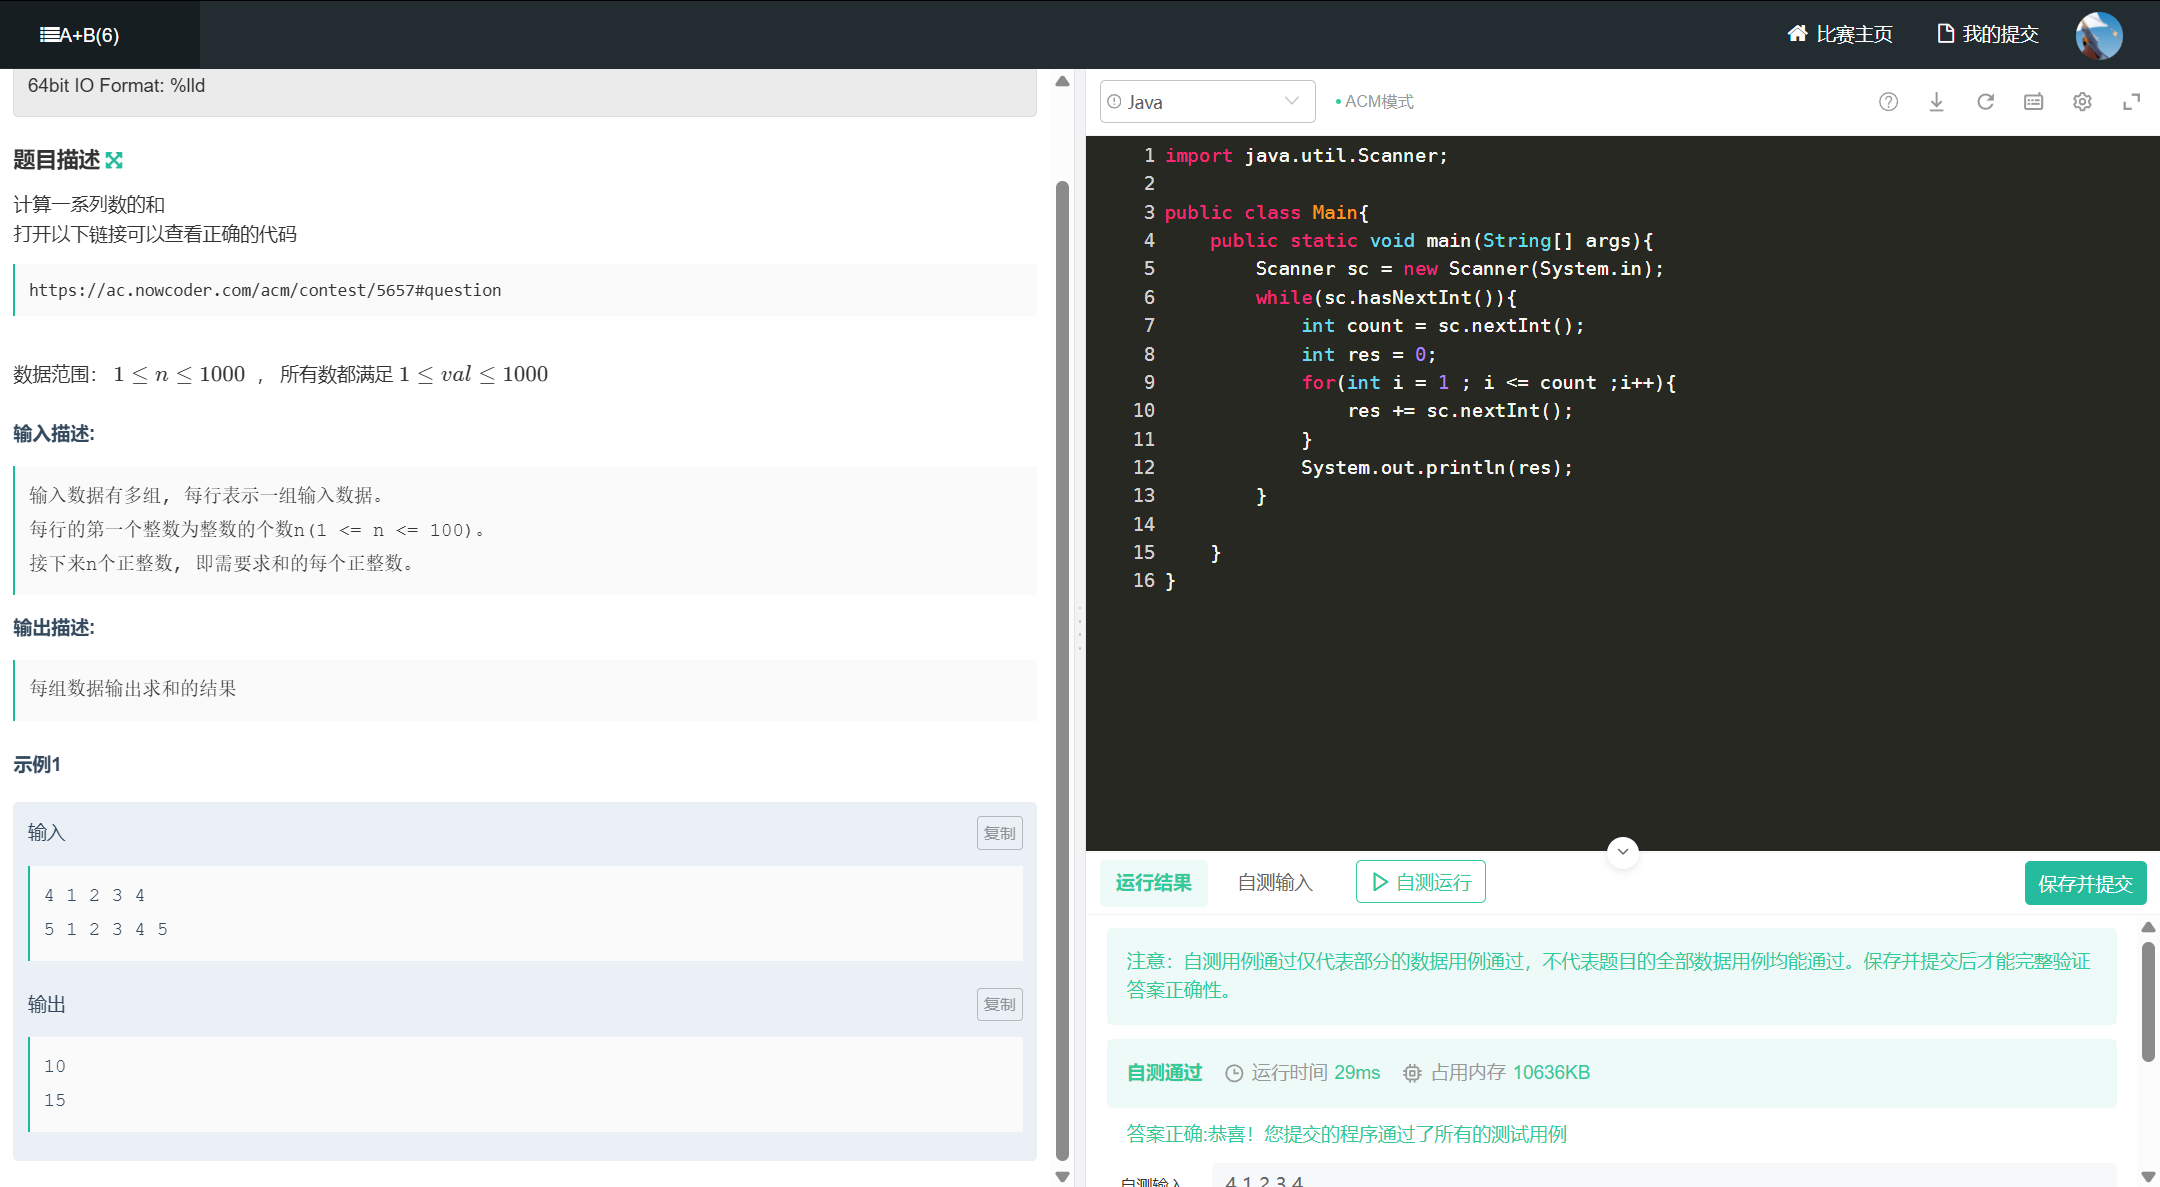 A+B(6)
比赛主页
我的提交
64bit IO Format: %lld
题目描述
计算一系列数的和
打开以下链接可以查看正确的代码
https://ac.nowcoder.com/acm/contest/5657#question
数据范围： 1 ≤ n ≤ 1000 ， 所有数都满足 1 ≤ val ≤ 1000
输入描述:
输入数据有多组, 每行表示一组输入数据。
每行的第一个整数为整数的个数n(1 <= n <= 100)。
接下来n个正整数, 即需要求和的每个正整数。
输出描述:
每组数据输出求和的结果
示例1
输入
复制
4 1 2 3 4
5 1 2 3 4 5
输出
复制
10
15
Java
ACM模式
1 import java.util.Scanner;
2
3 public class Main{
4     public static void main(String[] args){
5         Scanner sc = new Scanner(System.in);
6         while(sc.hasNextInt()){
7             int count = sc.nextInt();
8             int res = 0;
9             for(int i = 1 ; i <= count ;i++){
10                 res += sc.nextInt();
11             }
12             System.out.println(res);
13         }
14
15     }
16 }
运行结果
自测输入
自测运行
保存并提交
注意：自测用例通过仅代表部分的数据用例通过，不代表题目的全部数据用例均能通过。保存并提交后才能完整验证
答案正确性。
自测通过 运行时间 29ms 占用内存 10636KB
答案正确:恭喜！您提交的程序通过了所有的测试用例
自测输入 4 1 2 3 4